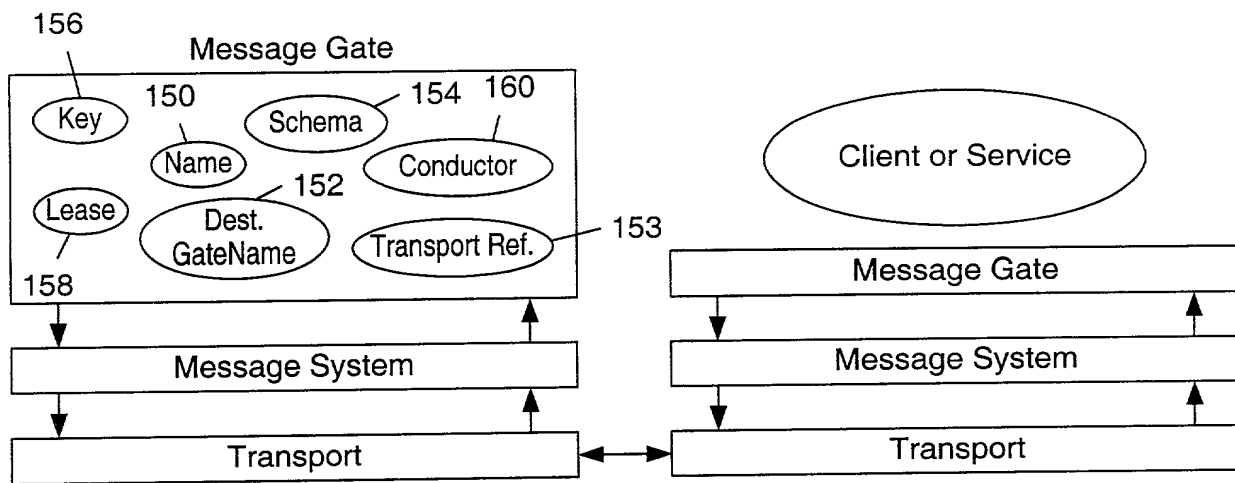 156
Message Gate
150
154
160
Key
Schema
Name
Conductor
Client or Service
152
Lease
Dest.
GateName
Transport Ref.
153
158
Message Gate
Message System
Message System
Transport
Transport